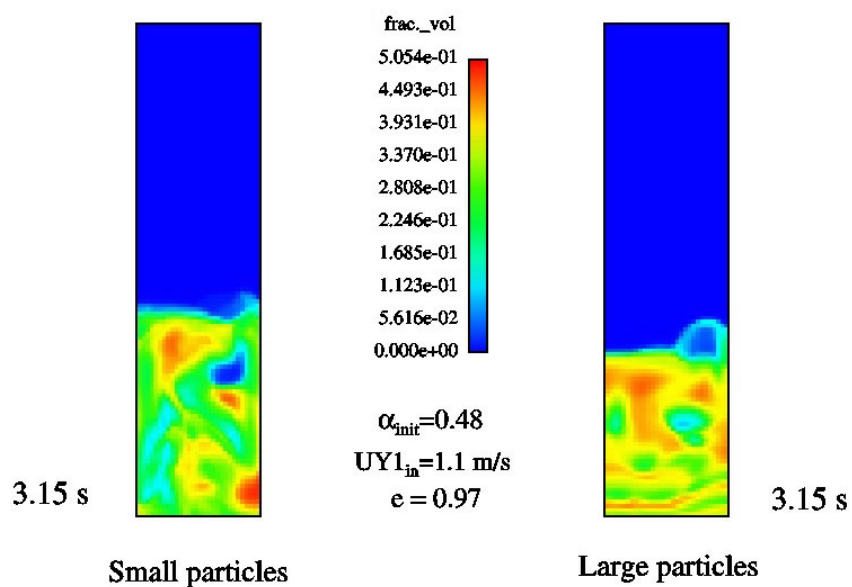 frac._vol
5.054e-01
4.493e-01
3.931e-01
3.370e-01
2.808e-01
2.246e-01
1.685e-01
1.123e-01
5.616e-02
0.000e+00
α_init=0.48
UY1_in=1.1 m/s
e = 0.97
3.15 s
3.15 s
Small particles
Large particles